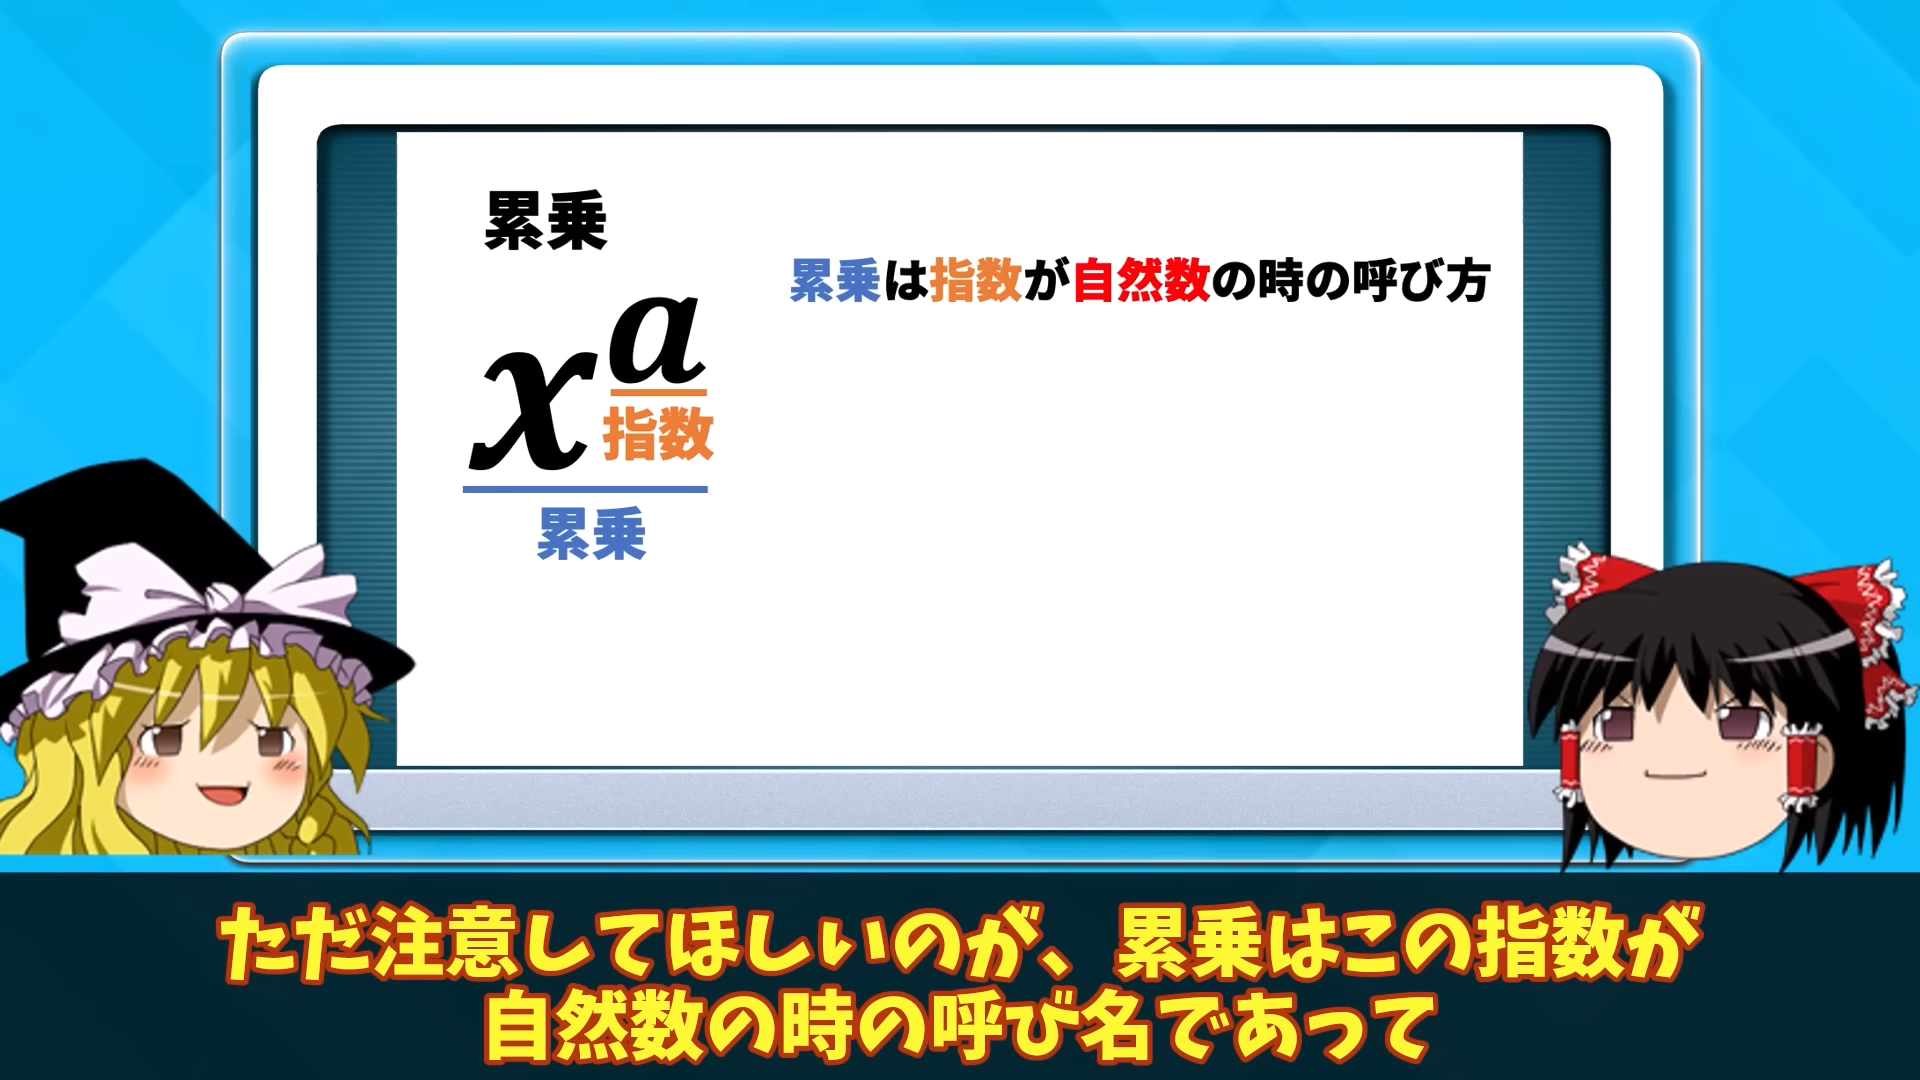 累乗
累乗は指数が自然数の時の呼び方
x^a
指数
累乗
ただ注意してほしいのが、累乗はこの指数が
自然数の時の呼び名であって